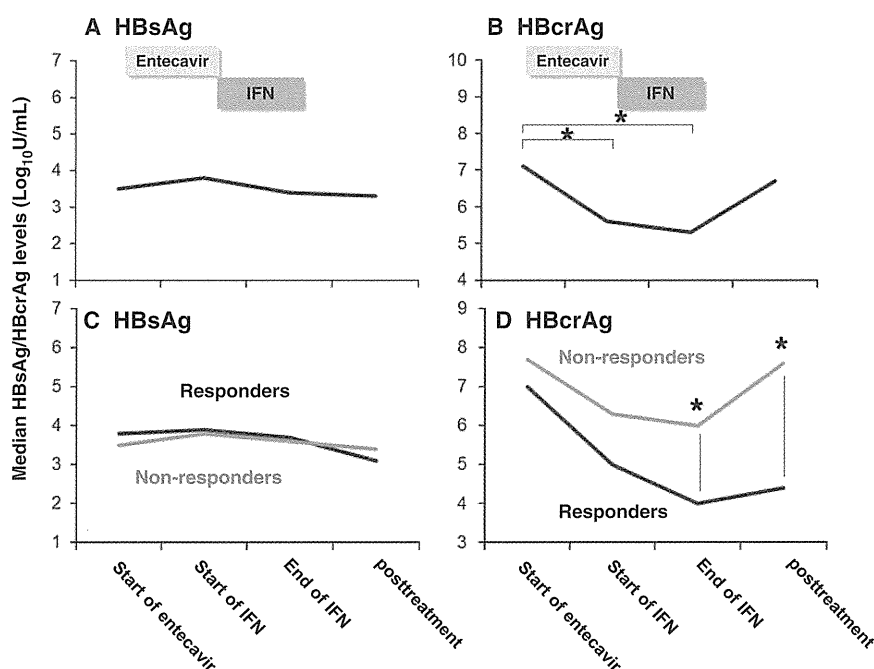 Median HBsAg/HBcrAg levels (Log10U/mL)
A HBsAg
7
6
5
4
3
2
1
Entecavir
IFN
B HBcrAg
10
9
8
7
6
5
4
Entecavir
IFN
*
*
C HBsAg
7
6
5
4
3
2
1
Responders
Non-responders
Start of entecavir
Start of IFN
End of IFN
posttreatment
D HBcrAg
9
8
7
6
5
4
3
Non-responders
*
*
Responders
Start of entecavir
Start of IFN
End of IFN
posttreatment